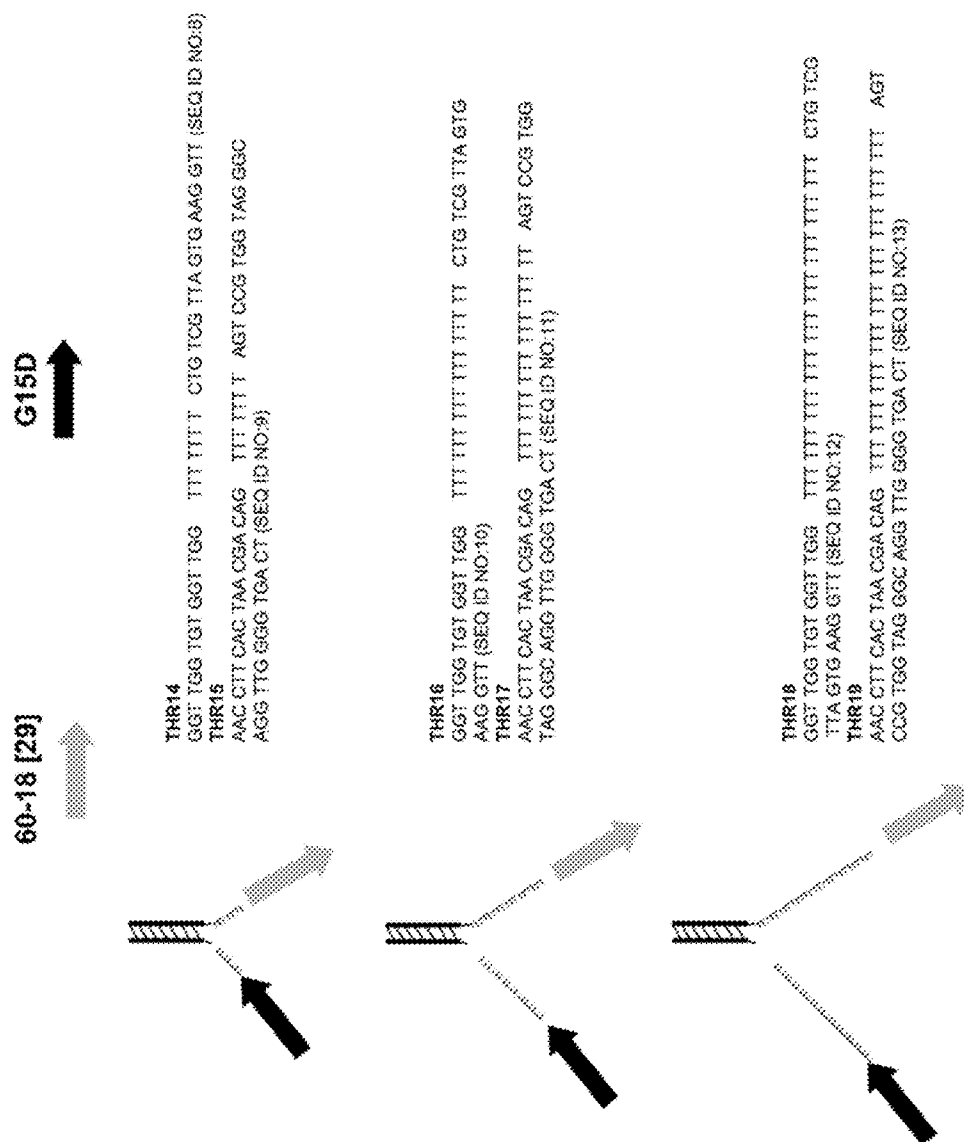 60-18 [29]
G15D
THR14
GGT TGG TGT GGT TGG TTT TTT T CTG TCG TTA GTG AAG GTT (SEQ ID NO:8)
THR15
AAC CTT CAC TAA CGA CAG TTT TTT T AGT CCG TGG TAG GGC
AGG TTG GGG TGA CT (SEQ ID NO:9)
THR16
GGT TGG TGT GGT TGG TTT TTT TTT TTT TTT TT CTG TCG TTA GTG
AAG GTT (SEQ ID NO:10)
THR17
AAC CTT CAC TAA CGA CAG TTT TTT TTT TTT TTT TT AGT CCG TGG
TAG GGC AGG TTG GGG TGA CT (SEQ ID NO:11)
THR18
GGT TGG TGT GGT TGG TTT TTT TTT TTT TTT TTT TTT TTT TTT CTG TCG
TTA GTG AAG GTT (SEQ ID NO:12)
THR19
AAC CTT CAC TAA CGA CAG TTT TTT TTT TTT TTT TTT TTT TTT TTT AGT
CCG TGG TAG GGC AGG TTG GGG TGA CT (SEQ ID NO:13)